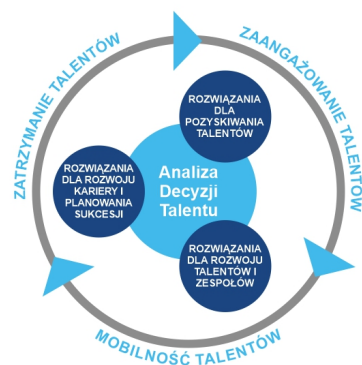 ZATRZYMANIE TALENTÓW
ZAANGAŻOWANIE TALENTÓW
ROZWIĄZANIA
DLA
POZYSKIWANIA
TALENTÓW
Analiza
Decyzji
Talentu
ROZWIĄZANIA
DLA ROZWOJU
KARIERY I
PLANOWANIA
SUKCESJI
ROZWIĄZANIA
DLA ROZWOJU
TALENTÓW I
ZESPOŁÓW
MOBILNOŚĆ TALENTÓW